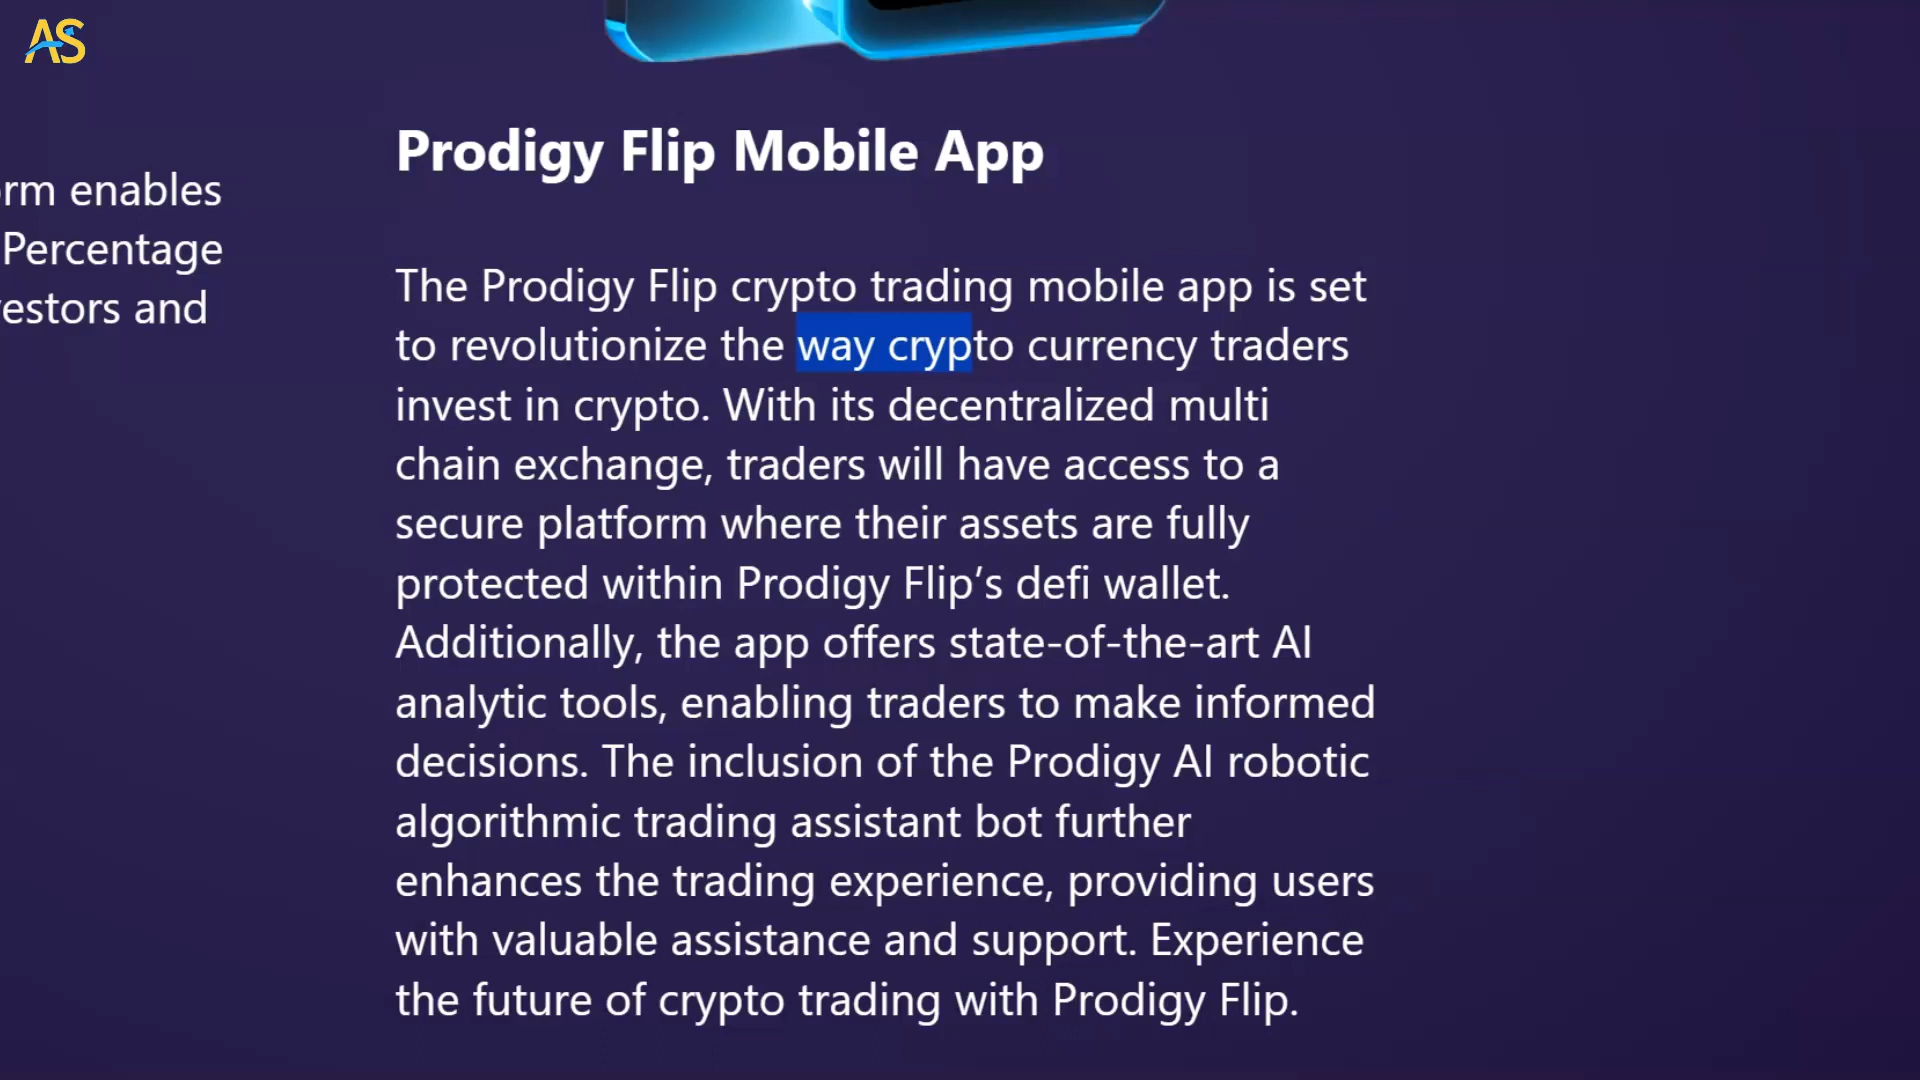 AS
Prodigy Flip Mobile App
rm enables
Percentage
estors and
The Prodigy Flip crypto trading mobile app is set
to revolutionize the way crypto currency traders
invest in crypto. With its decentralized multi
chain exchange, traders will have access to a
secure platform where their assets are fully
protected within Prodigy Flip’s defi wallet.
Additionally, the app offers state-of-the-art AI
analytic tools, enabling traders to make informed
decisions. The inclusion of the Prodigy AI robotic
algorithmic trading assistant bot further
enhances the trading experience, providing users
with valuable assistance and support. Experience
the future of crypto trading with Prodigy Flip.